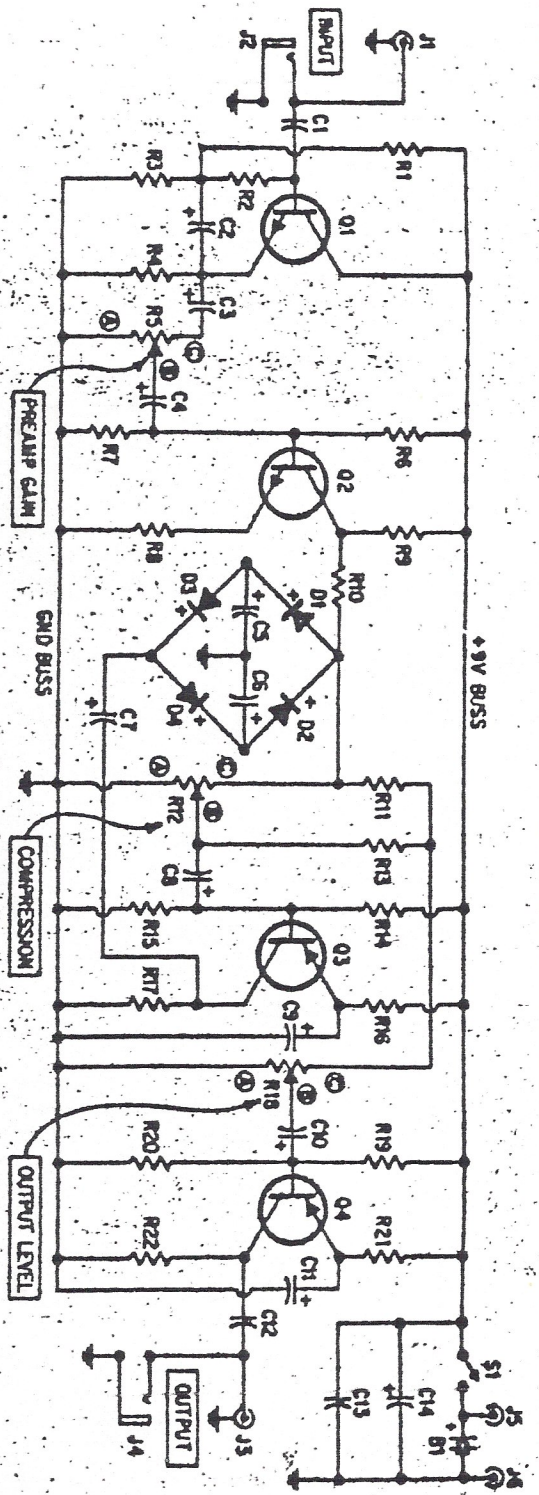 J1
J2
INPUT
C1
R1
R2
R3
Q1
C2
R4
C3
R5
A
B
C
C4
PREAMP GAIN
R6
R7
Q2
R8
R9
R10
D1
D2
D3
D4
C5
C6
C7
GND BUSS
+9V BUSS
R11
R12
A
B
C
COMPRESSION
R13
C8
R14
R15
Q3
R16
R17
C9
R18
A
B
C
OUTPUT LEVEL
C10
R19
R20
Q4
R21
R22
C11
C12
OUTPUT
J3
J4
C13
C14
S1
J5
B1